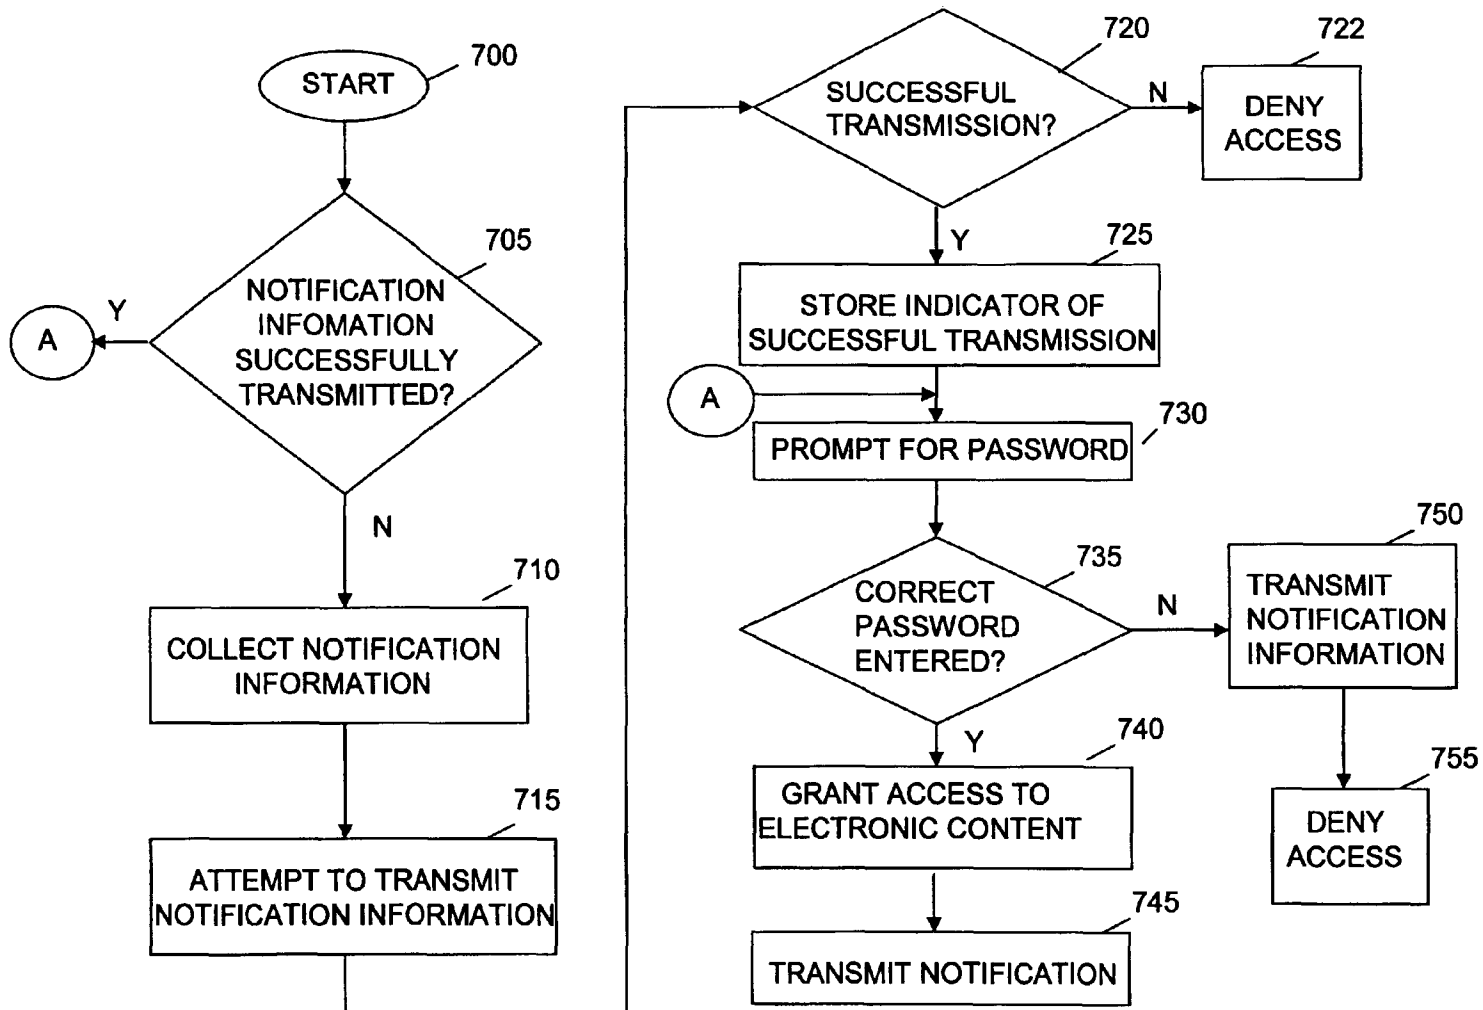 START
700
NOTIFICATION
INFOMATION
SUCCESSFULLY
TRANSMITTED?
705
Y
A
N
710
COLLECT NOTIFICATION
INFORMATION
715
ATTEMPT TO TRANSMIT
NOTIFICATION INFORMATION
720
SUCCESSFUL
TRANSMISSION?
N
722
DENY
ACCESS
Y
725
STORE INDICATOR OF
SUCCESSFUL TRANSMISSION
A
730
PROMPT FOR PASSWORD
735
CORRECT
PASSWORD
ENTERED?
N
750
TRANSMIT
NOTIFICATION
INFORMATION
755
DENY
ACCESS
Y
740
GRANT ACCESS TO
ELECTRONIC CONTENT
745
TRANSMIT NOTIFICATION